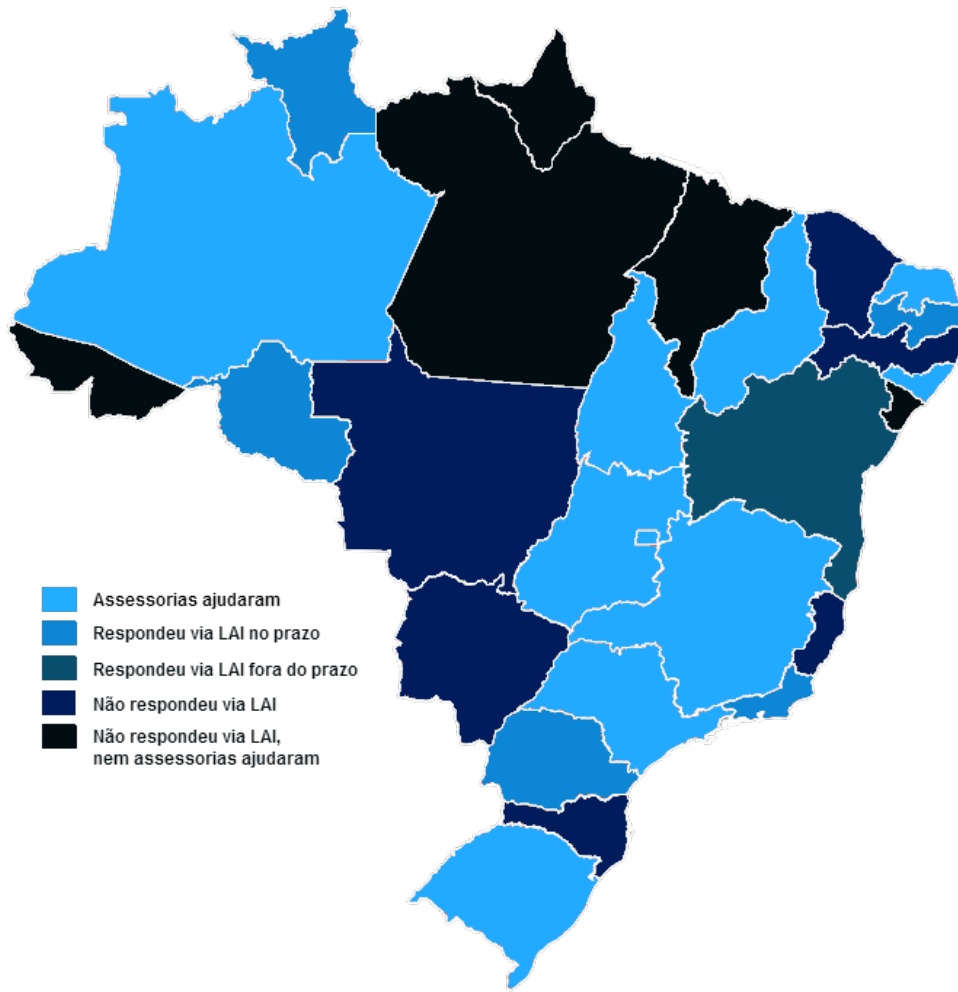 Assessorias ajudaram
Respondeu via LAI no prazo
Respondeu via LAI fora do prazo
Não respondeu via LAI
Não respondeu via LAI,
nem assessorias ajudaram